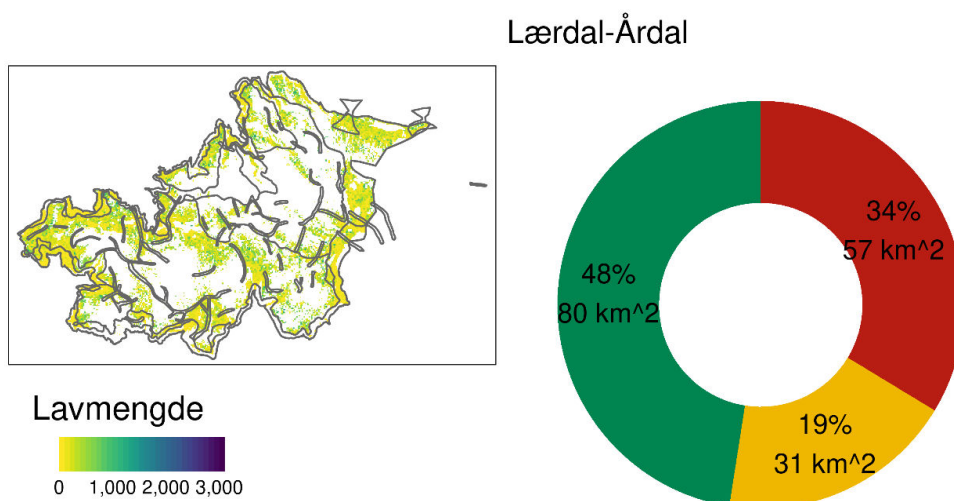 Lærdal-Årdal
34%
57 km^2
48%
80 km^2
19%
31 km^2
Lavmengde
0 1,000 2,000 3,000